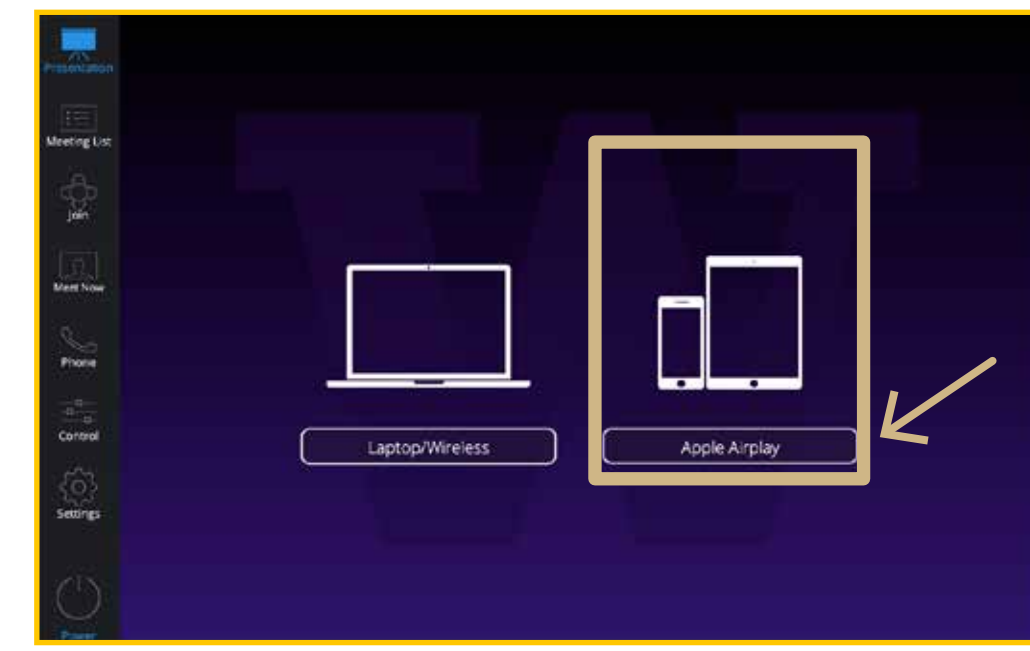 Presentation
Meeting List
Join
Meet Now
Phone
Control
Settings
Power
Laptop/Wireless
Apple Airplay